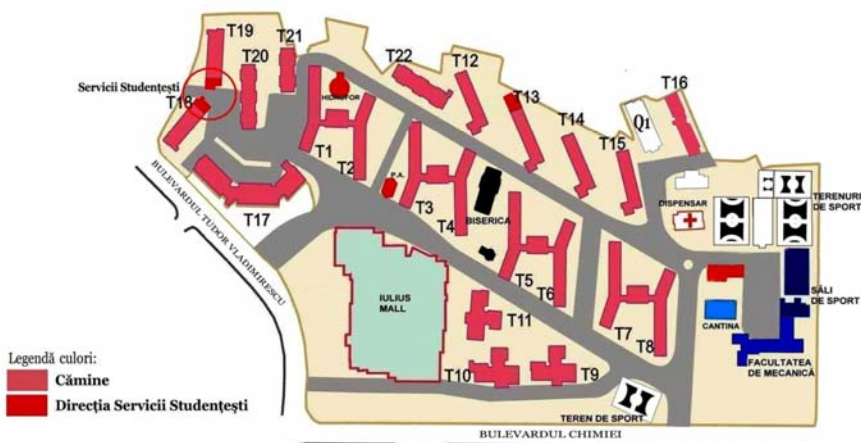 T19
T20
T21
T22
T12
T13
T14
T15
T16
Q1
Servicii Studențești
T18
HIDROFOR
T1
T2
P.A.
T3
T4
BISERICA
DISPENSAR
TERENURI
DE SPORT
T17
BULEVARDUL TUDOR VLADIMIRESCU
IULIUS
MALL
T5
T6
T11
T7
T8
CANTINA
SĂLI
DE SPORT
FACULTATEA
DE MECANICĂ
T10
T9
TEREN DE SPORT
BULEVARDUL CHIMIEI
Legendă culori:
Cămine
Direcția Servicii Studențești